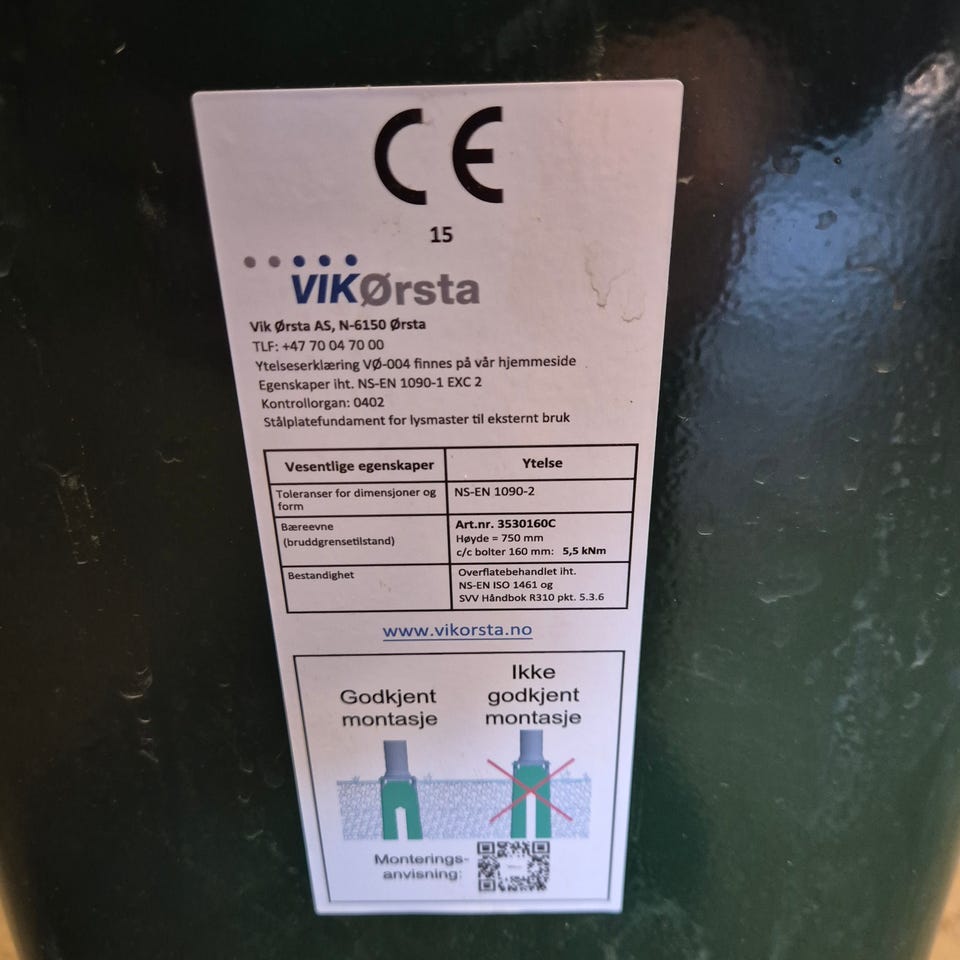 CE
15
VIKØrsta
Vik Ørsta AS, N-6150 Ørsta
TLF: +47 70 04 70 00
Ytelseserklæring VØ-004 finnes på vår hjemmeside
Egenskaper iht. NS-EN 1090-1 EXC 2
Kontrollorgan: 0402
Stålplatefundament for lysmaster til eksternt bruk
Vesentlige egenskaper Ytelse
Toleranser for dimensjoner og
form
NS-EN 1090-2
Bæreevne
(bruddgrensetilstand)
Art.nr. 3530160C
Høyde = 750 mm
c/c bolter 160 mm: 5,5 kNm
Bestandighet
Overflatebehandlet iht.
NS-EN ISO 1461 og
SVV Håndbok R310 pkt. 5.3.6
www.vikorsta.no
Godkjent
montasje
Ikke
godkjent
montasje
Monterings-
anvisning: